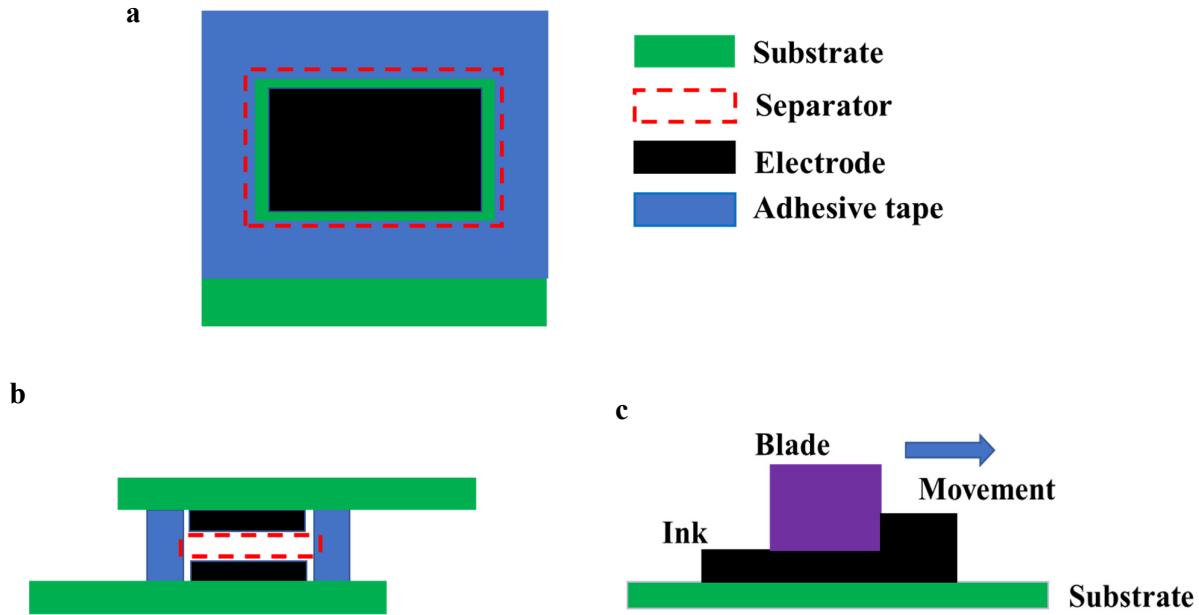 a
Substrate
Separator
Electrode
Adhesive tape
b
c
Blade
Movement
Ink
Substrate